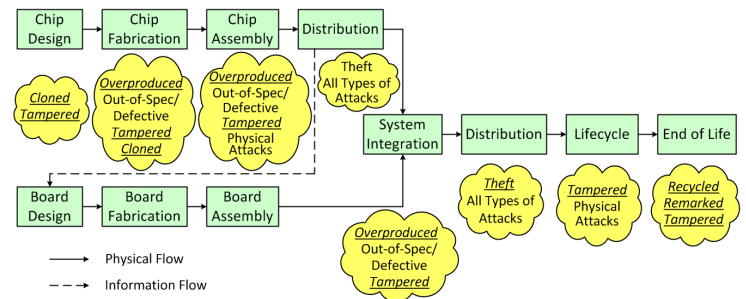 Chip
Design
Chip
Fabrication
Chip
Assembly
Distribution
Cloned
Tampered
Overproduced
Out-of-Spec/
Defective
Tampered
Cloned
Overproduced
Out-of-Spec/
Defective
Tampered
Physical
Attacks
Theft
All Types of
Attacks
System
Integration
Distribution
Lifecycle
End of Life
Theft
All Types of
Attacks
Tampered
Physical
Attacks
Recycled
Remarked
Tampered
Board
Design
Board
Fabrication
Board
Assembly
Overproduced
Out-of-Spec/
Defective
Tampered
Physical Flow
Information Flow